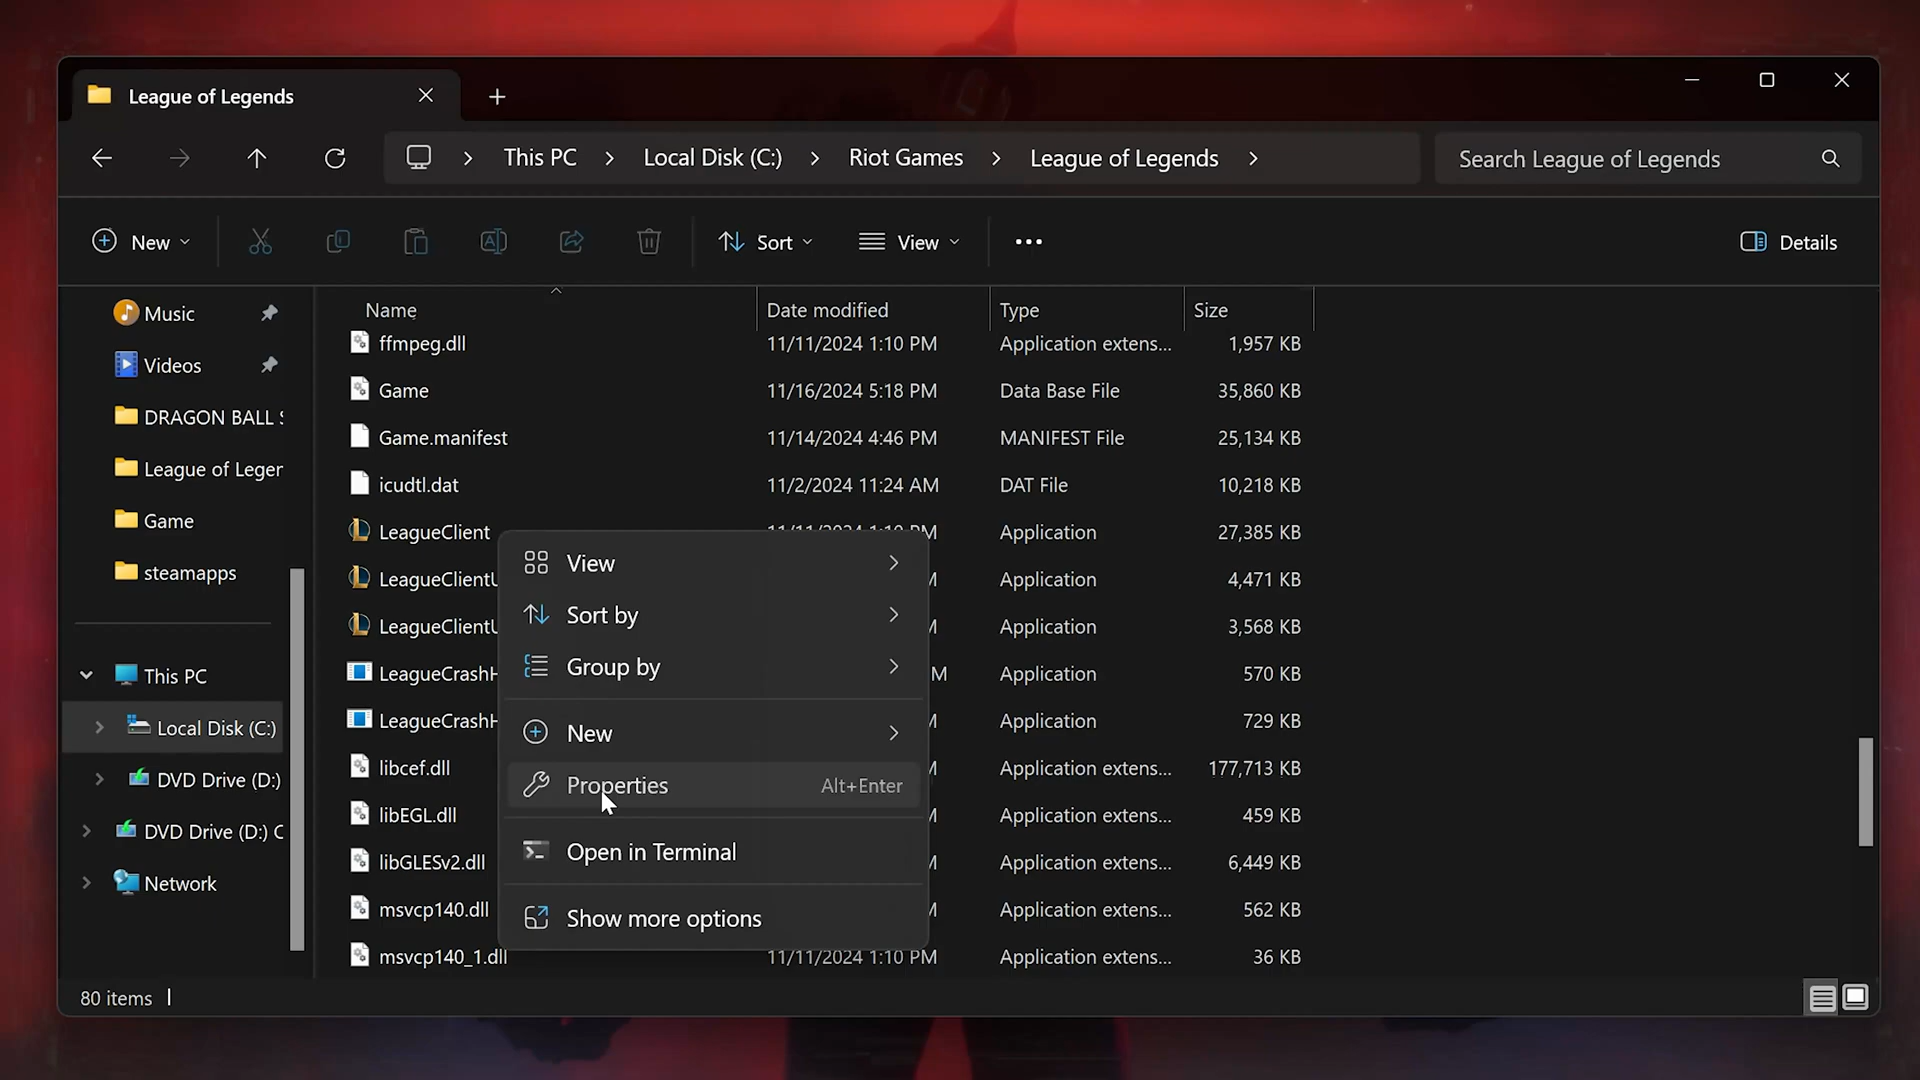 League of Legends
This PC > Local Disk (C:) > Riot Games > League of Legends >
Search League of Legends
New
Sort
View
Details
Music
Videos
DRAGON BALL
League of Legen
Game
steamapps
This PC
Local Disk (C:)
DVD Drive (D:)
DVD Drive (D:) C
Network
Name Date modified Type Size
ffmpeg.dll 11/11/2024 1:10 PM Application extens... 1,957 KB
Game 11/16/2024 5:18 PM Data Base File 35,860 KB
Game.manifest 11/14/2024 4:46 PM MANIFEST File 25,134 KB
icudtl.dat 11/2/2024 11:24 AM DAT File 10,218 KB
LeagueClient Application 27,385 KB
LeagueClientU M Application 4,471 KB
LeagueClientU M Application 3,568 KB
LeagueCrashH M Application 570 KB
LeagueCrashH M Application 729 KB
libcef.dll M Application extens... 177,713 KB
libEGL.dll M Application extens... 459 KB
libGLESv2.dll M Application extens... 6,449 KB
msvcp140.dll M Application extens... 562 KB
msvcp140_1.dll 11/11/2024 1:10 PM Application extens... 36 KB
View
Sort by
Group by
New
Properties Alt+Enter
Open in Terminal
Show more options
80 items